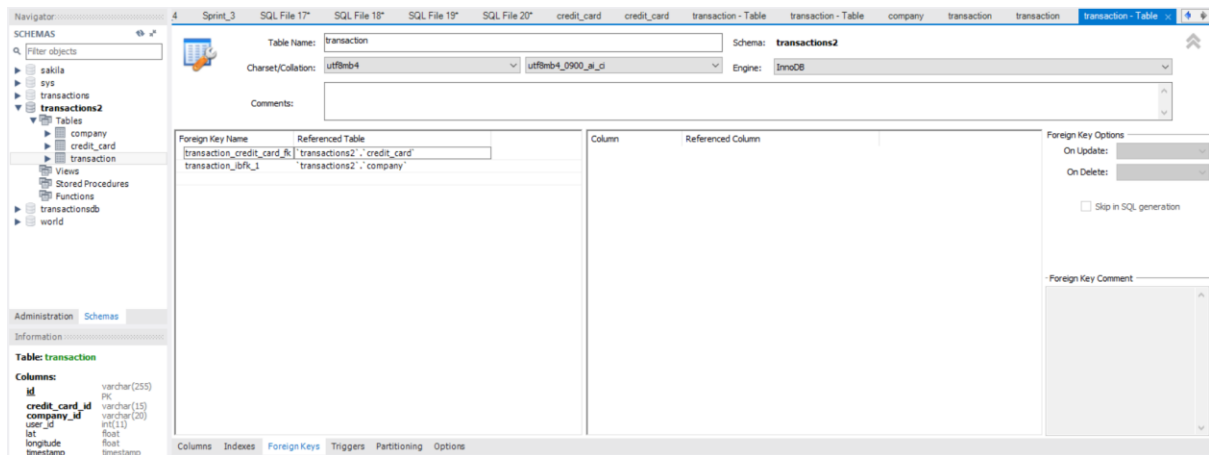 Navigator
4 Sprint_3 SQL File 17* SQL File 18* SQL File 19* SQL File 20* credit_card credit_card transaction - Table transaction - Table company transaction transaction transaction - Table
SCHEMAS
Filter objects
sakila
sys
transactions
transactions2
Tables
company
credit_card
transaction
Views
Stored Procedures
Functions
transactionsdb
world
Administration Schemas
Information
Table: transaction
Columns:
id varchar(255) PK
credit_card_id varchar(15)
company_id varchar(20)
user_id int(11)
lat float
longitude float
timestamp timestamp
Table Name: transaction Schema: transactions2
Charset/Collation: utf8mb4 utf8mb4_0900_ai_ci Engine: InnoDB
Comments:
Foreign Key Name Referenced Table
transaction_credit_card_fk `transactions2`.`credit_card`
transaction_ibfk_1 `transactions2`.`company`
Column Referenced Column
Foreign Key Options
On Update:
On Delete:
Skip in SQL generation
Foreign Key Comment
Columns Indexes Foreign Keys Triggers Partitioning Options